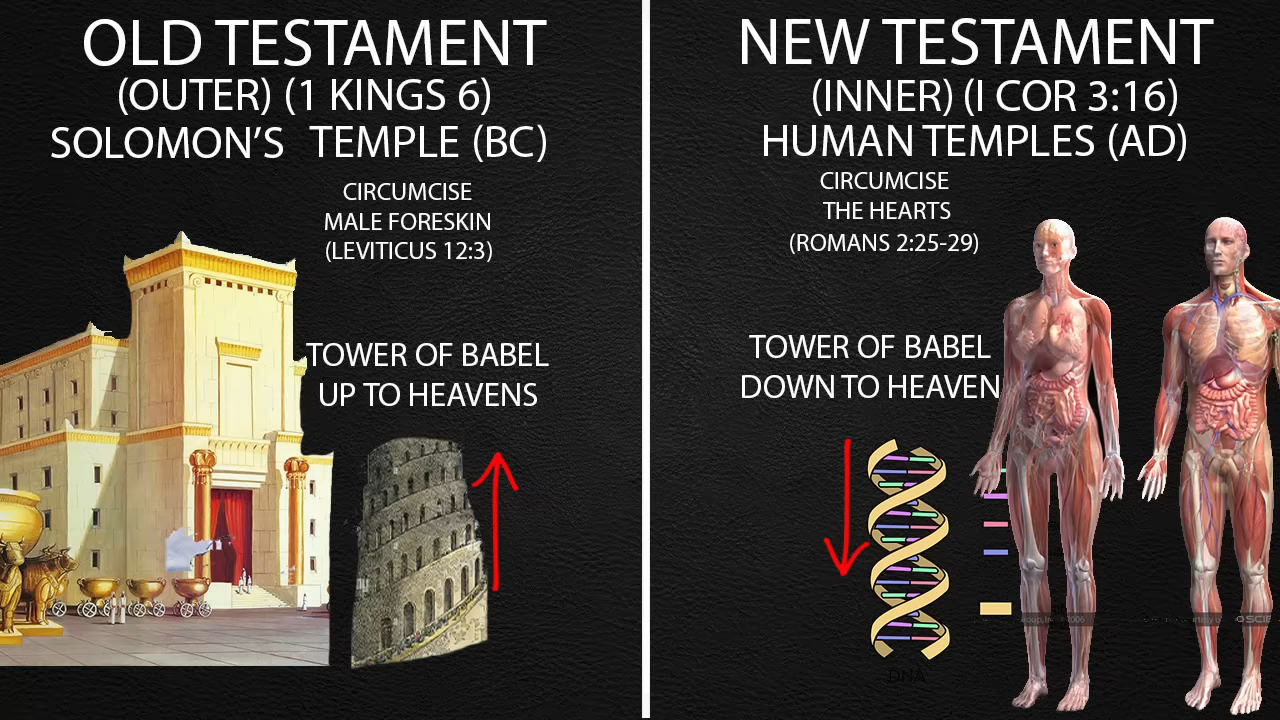 OLD TESTAMENT
(OUTER) (1 KINGS 6)
SOLOMON'S TEMPLE (BC)
CIRCUMCISE
MALE FORESKIN
(LEVITICUS 12:3)
TOWER OF BABEL
UP TO HEAVENS
NEW TESTAMENT
(INNER) (I COR 3:16)
HUMAN TEMPLES (AD)
CIRCUMCISE
THE HEARTS
(ROMANS 2:25-29)
TOWER OF BABEL
DOWN TO HEAVEN
DNA